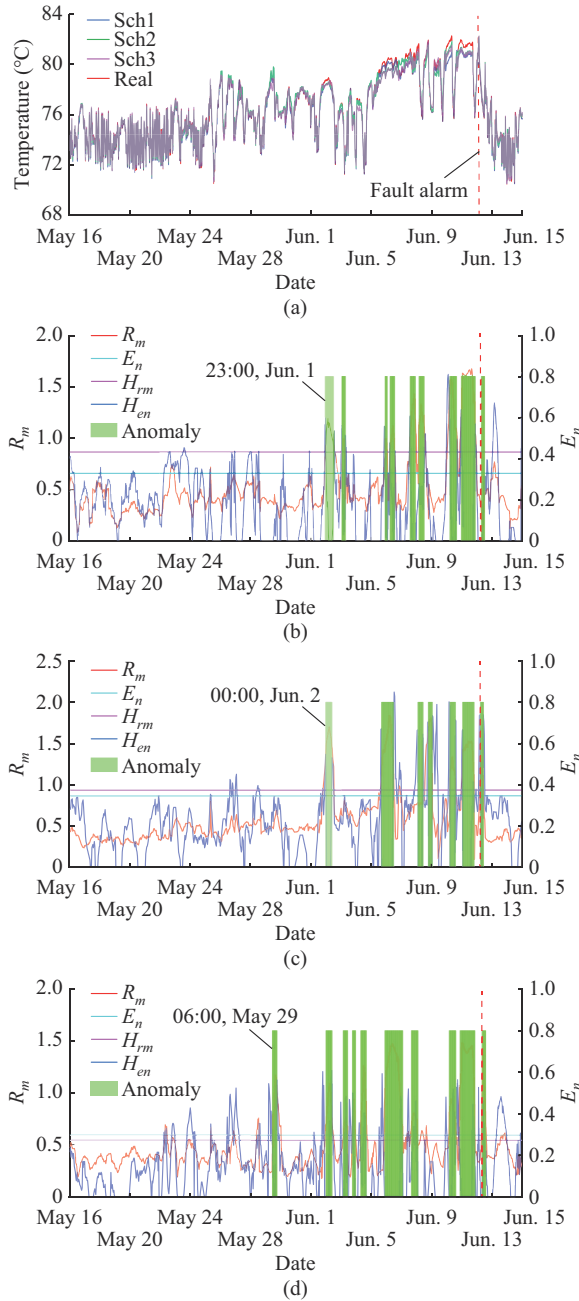 84
80
76
72
68
Temperature (℃)
Sch1
Sch2
Sch3
Real
Fault alarm
May 16 May 24 Jun. 1 Jun. 9 Jun. 15
May 20 May 28 Jun. 5 Jun. 13
Date
(a)
2.0
1.5
1.0
0.5
0
R_m
R_m
E_n
H_rm
H_en
Anomaly
23:00, Jun. 1
1.0
0.8
0.6
0.4
0.2
0
E_n
May 16 May 24 Jun. 1 Jun. 9 Jun. 15
May 20 May 28 Jun. 5 Jun. 13
Date
(b)
2.5
2.0
1.5
1.0
0.5
0
R_m
R_m
E_n
H_rm
H_en
Anomaly
00:00, Jun. 2
1.0
0.8
0.6
0.4
0.2
0
E_n
May 16 May 24 Jun. 1 Jun. 9 Jun. 15
May 20 May 28 Jun. 5 Jun. 13
Date
(c)
2.0
1.5
1.0
0.5
0
R_m
R_m
E_n
H_rm
H_en
Anomaly
06:00, May 29
1.0
0.8
0.6
0.4
0.2
0
E_n
May 16 May 24 Jun. 1 Jun. 9 Jun. 15
May 20 May 28 Jun. 5 Jun. 13
Date
(d)